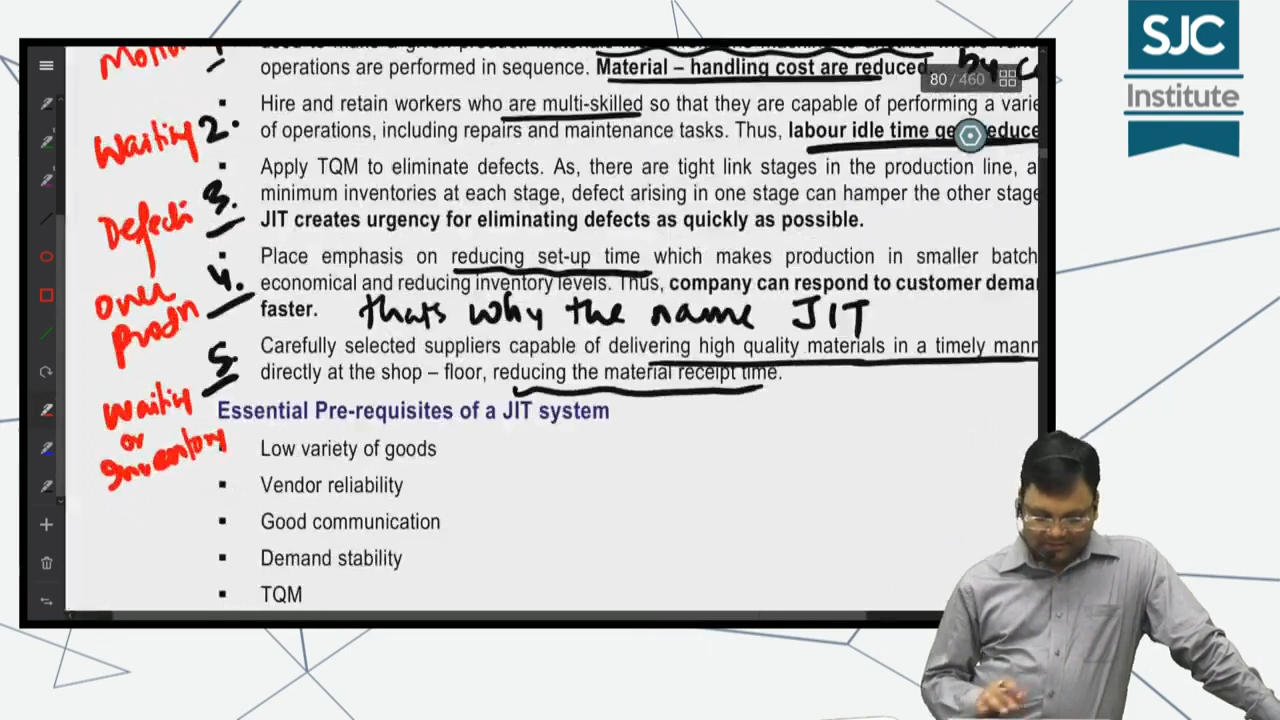 SJC
Institute
Motion 1.
operations are performed in sequence. Material – handling cost are reduced. by
80 / 460
Waiting 2.
Hire and retain workers who are multi-skilled so that they are capable of performing a varie
of operations, including repairs and maintenance tasks. Thus, labour idle time reduce
Defects 3.
Apply TQM to eliminate defects. As, there are tight link stages in the production line, a
minimum inventories at each stage, defect arising in one stage can hamper the other stage
JIT creates urgency for eliminating defects as quickly as possible.
Over
Prodn
4.
Place emphasis on reducing set-up time which makes production in smaller batch
economical and reducing inventory levels. Thus, company can respond to customer dema
faster. thats why the name JIT
Waiting
or
Inventory
5.
Carefully selected suppliers capable of delivering high quality materials in a timely mann
directly at the shop – floor, reducing the material receipt time.
Essential Pre-requisites of a JIT system
▪ Low variety of goods
▪ Vendor reliability
▪ Good communication
▪ Demand stability
▪ TQM